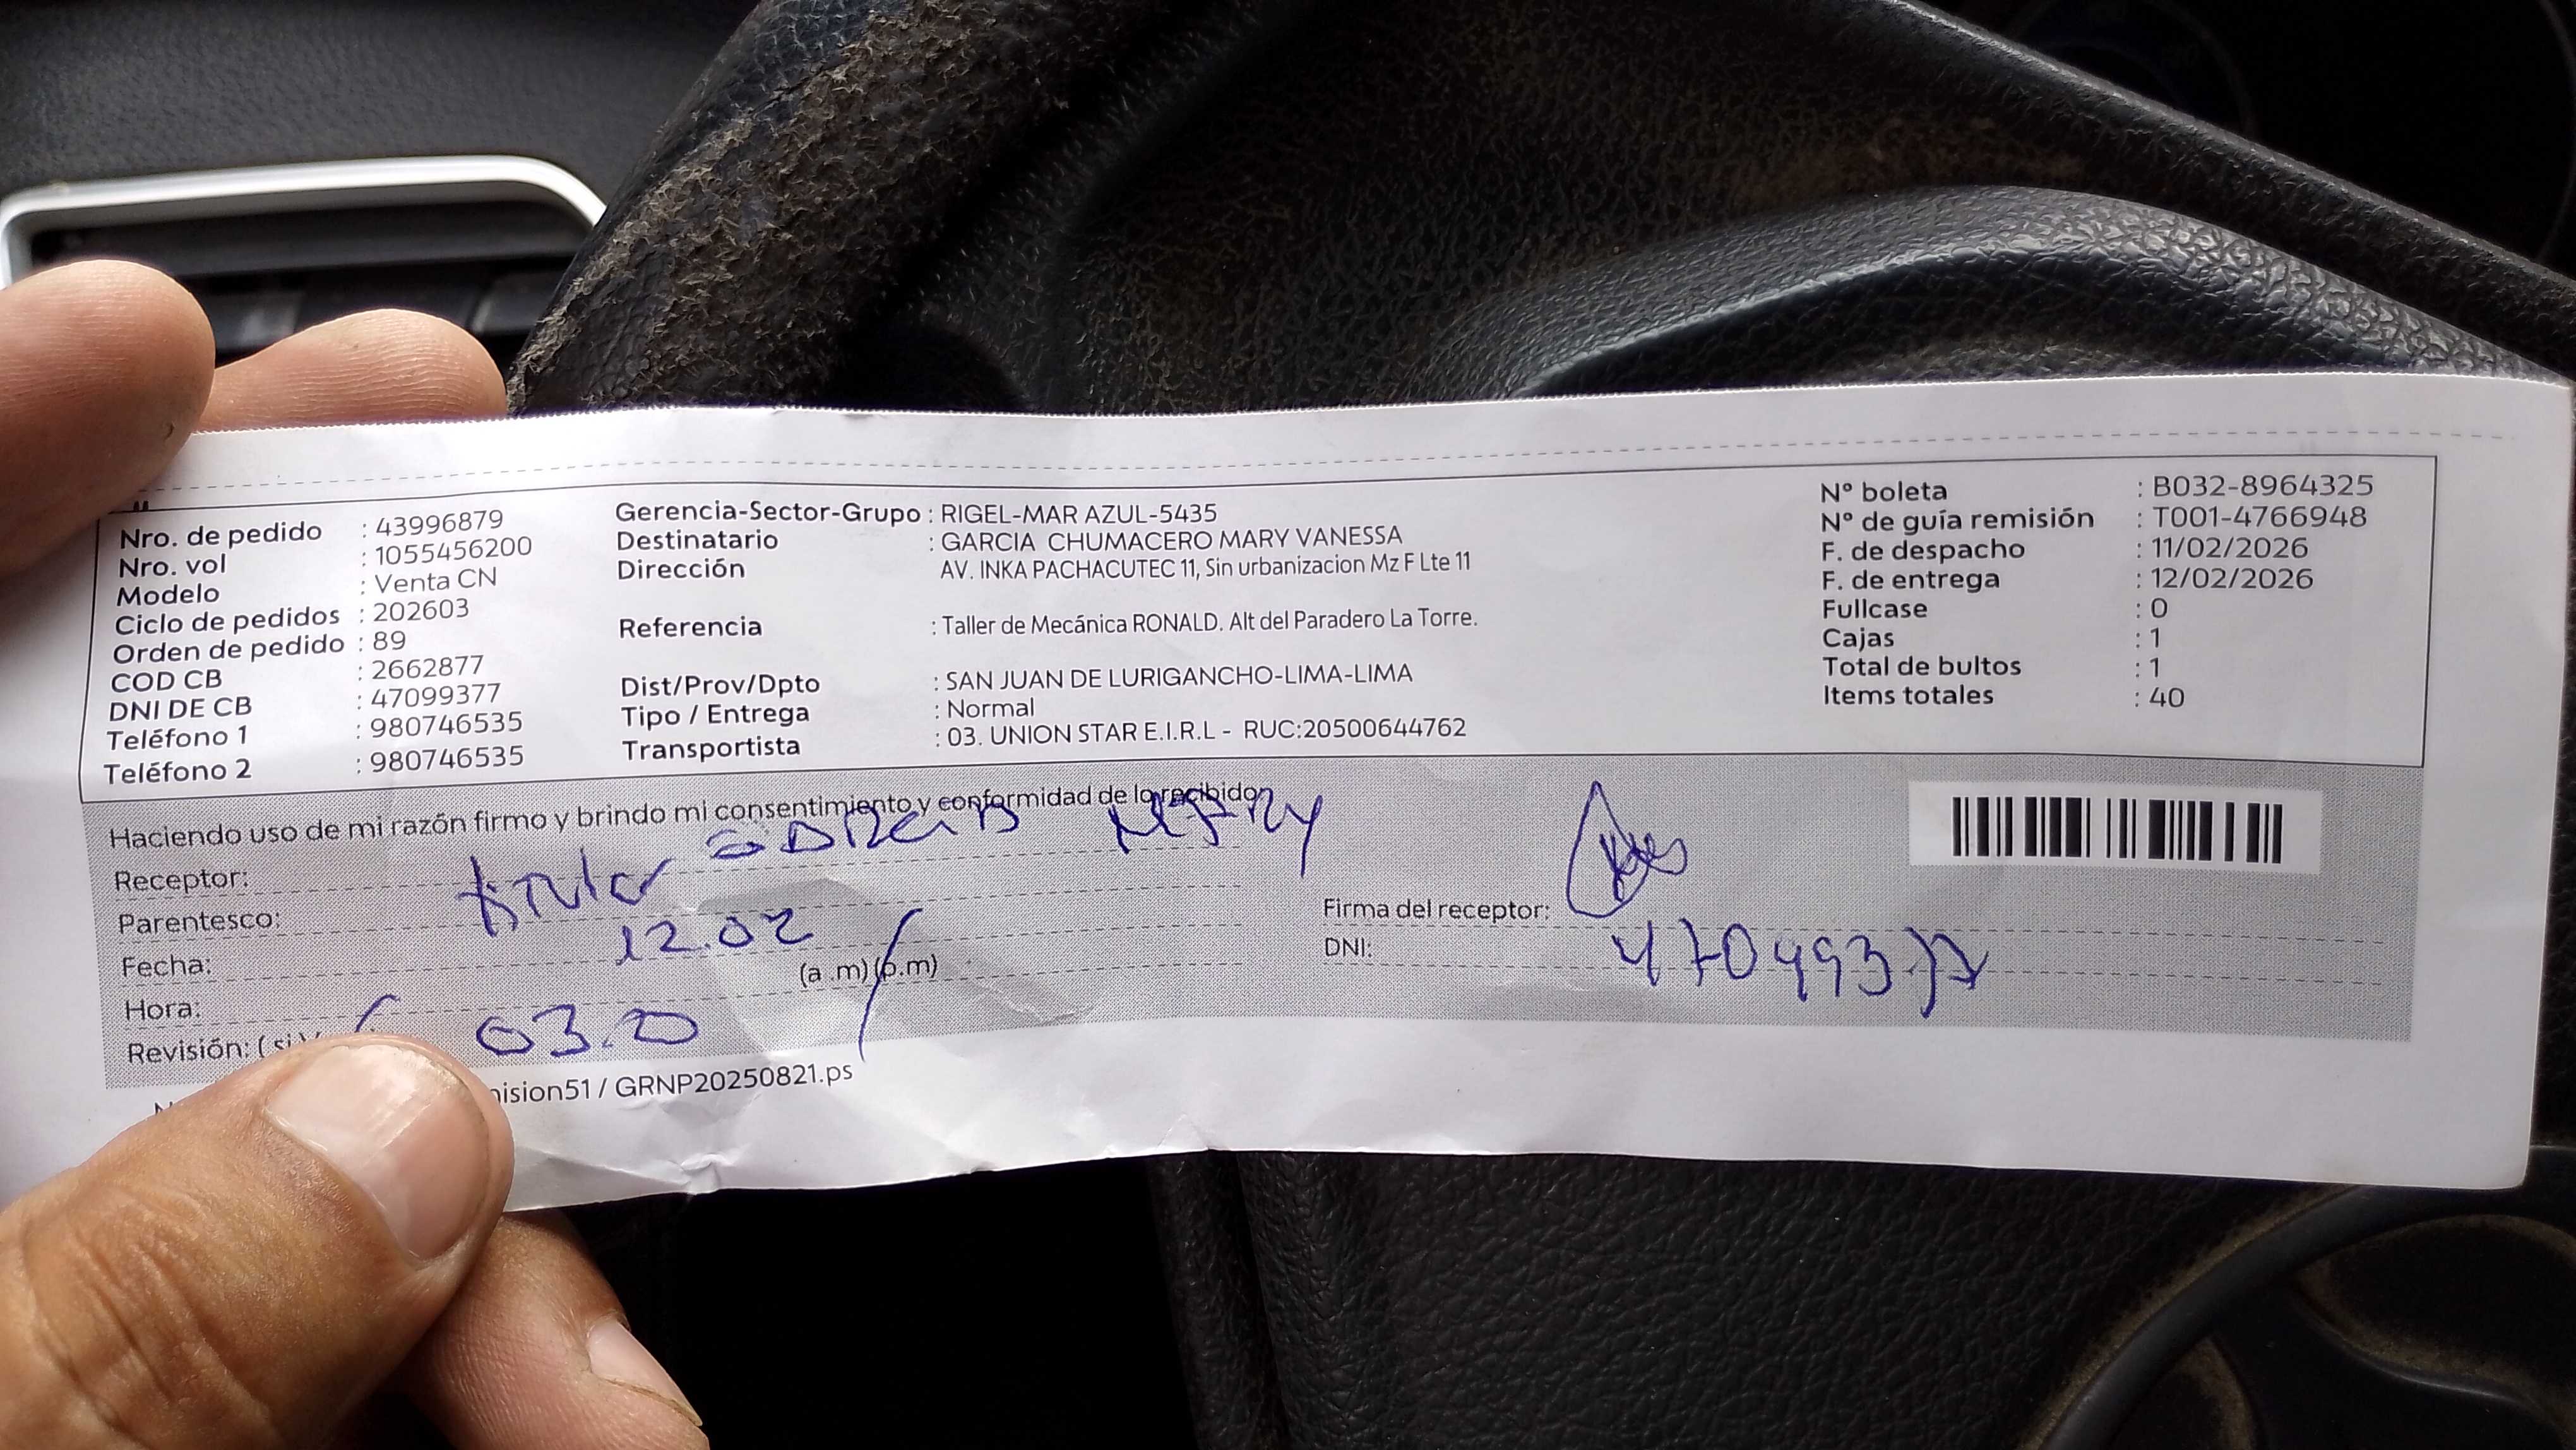 Nro. de pedido : 43996879
Nro. vol : 1055456200
Modelo : Venta CN
Ciclo de pedidos : 202603
Orden de pedido : 89
COD CB : 2662877
DNI DE CB : 47099377
Teléfono 1 : 980746535
Teléfono 2 : 980746535
Gerencia-Sector-Grupo : RIGEL-MAR AZUL-5435
Destinatario : GARCIA CHUMACERO MARY VANESSA
Dirección AV. INKA PACHACUTEC 11, Sin urbanizacion Mz F Lte 11
Referencia : Taller de Mecánica RONALD. Alt del Paradero La Torre.
Dist/Prov/Dpto : SAN JUAN DE LURIGANCHO-LIMA-LIMA
Tipo / Entrega : Normal
Transportista : 03. UNION STAR E.I.R.L - RUC:20500644762
N° boleta : B032-8964325
N° de guía remisión : T001-4766948
F. de despacho : 11/02/2026
F. de entrega : 12/02/2026
Fullcase : 0
Cajas : 1
Total de bultos : 1
Items totales : 40
Haciendo uso de mi razón firmo y brindo mi consentimiento y conformidad de lo recibido
Receptor: MARY
Parentesco: titular
Fecha: 12.02
Hora: 03.20 (a .m) (p.m)
Revisión: ( si )
Firma del receptor:
DNI: 47099377
ision51 / GRNP20250821.ps